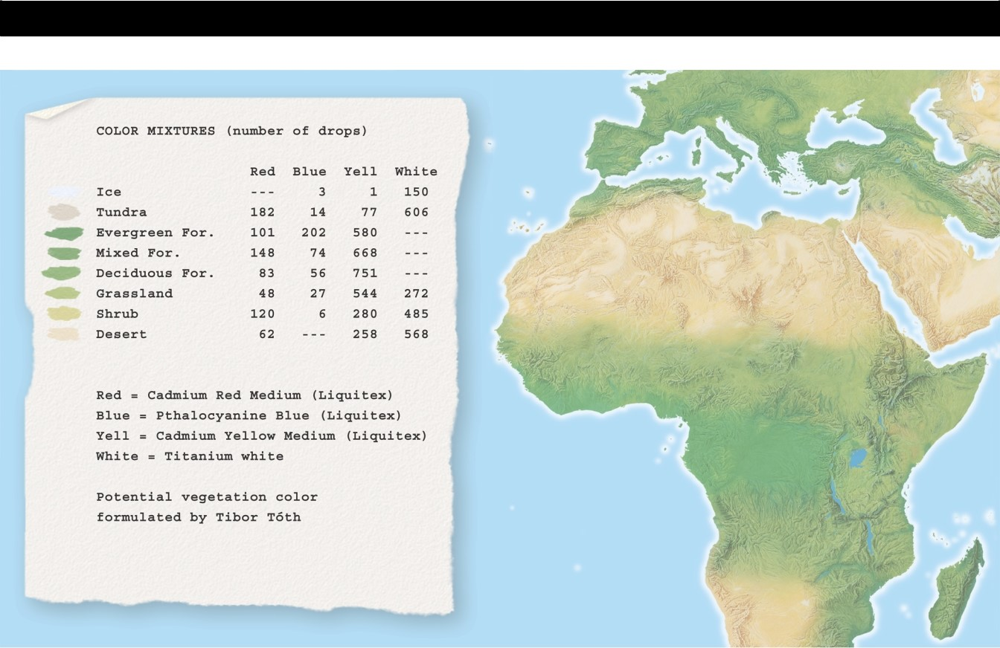 COLOR MIXTURES (number of drops)
Red Blue Yell White
Ice --- 3 1 150
Tundra 182 14 77 606
Evergreen For. 101 202 580 ---
Mixed For. 148 74 668 ---
Deciduous For. 83 56 751 ---
Grassland 48 27 544 272
Shrub 120 6 280 485
Desert 62 --- 258 568
Red = Cadmium Red Medium (Liquitex)
Blue = Pthalocyanine Blue (Liquitex)
Yell = Cadmium Yellow Medium (Liquitex)
White = Titanium white
Potential vegetation color
formulated by Tibor Tóth